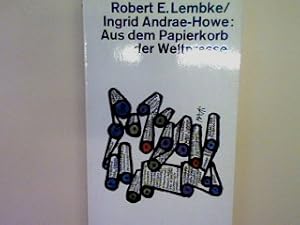 Robert E. Lembke/
Ingrid Andrae-Howe:
Aus dem Papierkorb
der Weltpresse